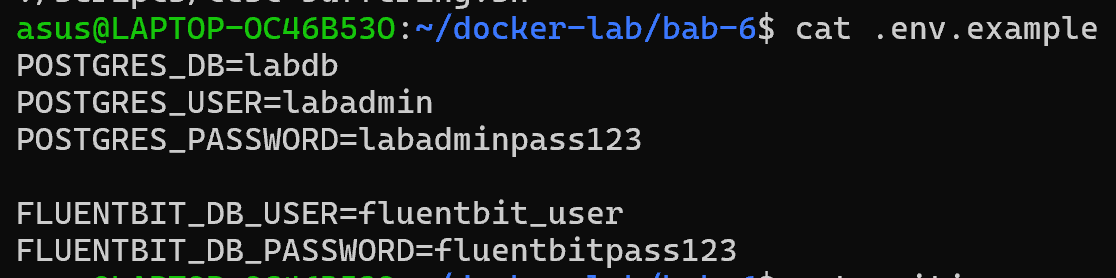 asus@LAPTOP-OC46B53O:~/docker-lab/bab-6$ cat .env.example
POSTGRES_DB=labdb
POSTGRES_USER=labadmin
POSTGRES_PASSWORD=labadminpass123
FLUENTBIT_DB_USER=fluentbit_user
FLUENTBIT_DB_PASSWORD=fluentbitpass123